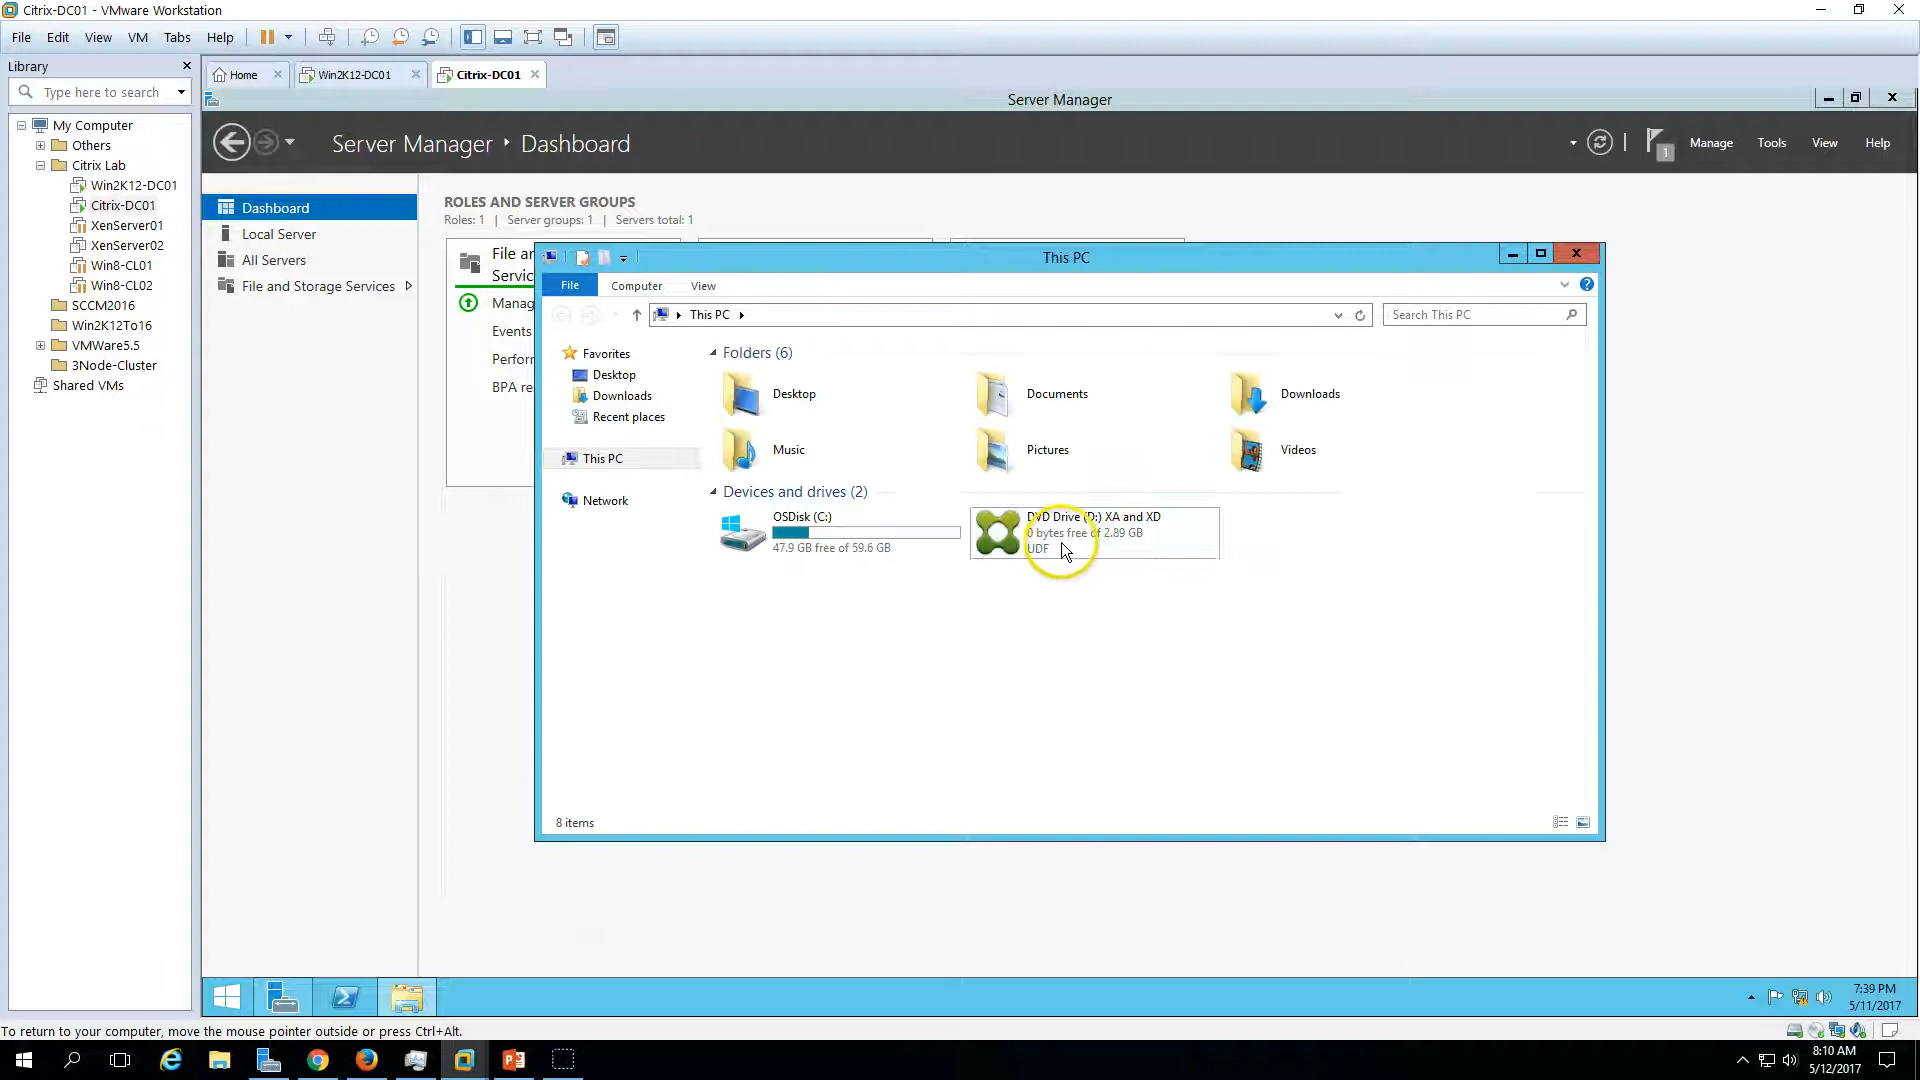 Citrix-DC01 - VMware Workstation
File Edit View VM Tabs Help
Library
Type here to search
My Computer
Others
Citrix Lab
Win2K12-DC01
Citrix-DC01
XenServer01
XenServer02
Win8-CL01
Win8-CL02
SCCM2016
Win2K12To16
VMWare5.5
3Node-Cluster
Shared VMs
Home Win2K12-DC01 Citrix-DC01
Server Manager
Server Manager Dashboard
1 Manage Tools View Help
Dashboard
Local Server
All Servers
File and Storage Services
ROLES AND SERVER GROUPS
Roles: 1 | Server groups: 1 | Servers total: 1
File ar
Servic
Manag
Events
Perforn
BPA re
This PC
File Computer View
This PC
Search This PC
Favorites
Desktop
Downloads
Recent places
This PC
Network
Folders (6)
Desktop Documents Downloads
Music Pictures Videos
Devices and drives (2)
OSDisk (C:)
47.9 GB free of 59.6 GB
DVD Drive (D:) XA and XD
0 bytes free of 2.89 GB
UDF
8 items
7:39 PM
5/11/2017
To return to your computer, move the mouse pointer outside or press Ctrl+Alt.
8:10 AM
5/12/2017